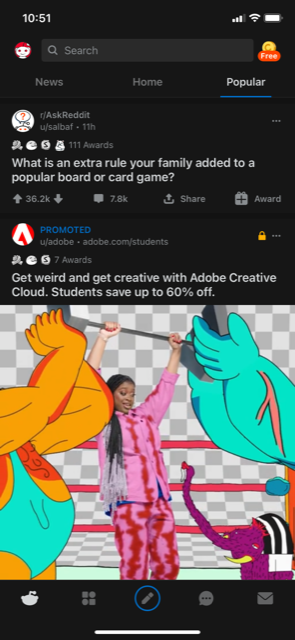 10:51
Search
Free
News Home Popular
r/AskReddit
u/salbaf • 11h
111 Awards
What is an extra rule your family added to a
popular board or card game?
36.2k 7.8k Share Award
PROMOTED
u/adobe • adobe.com/students
7 Awards
Get weird and get creative with Adobe Creative
Cloud. Students save up to 60% off.